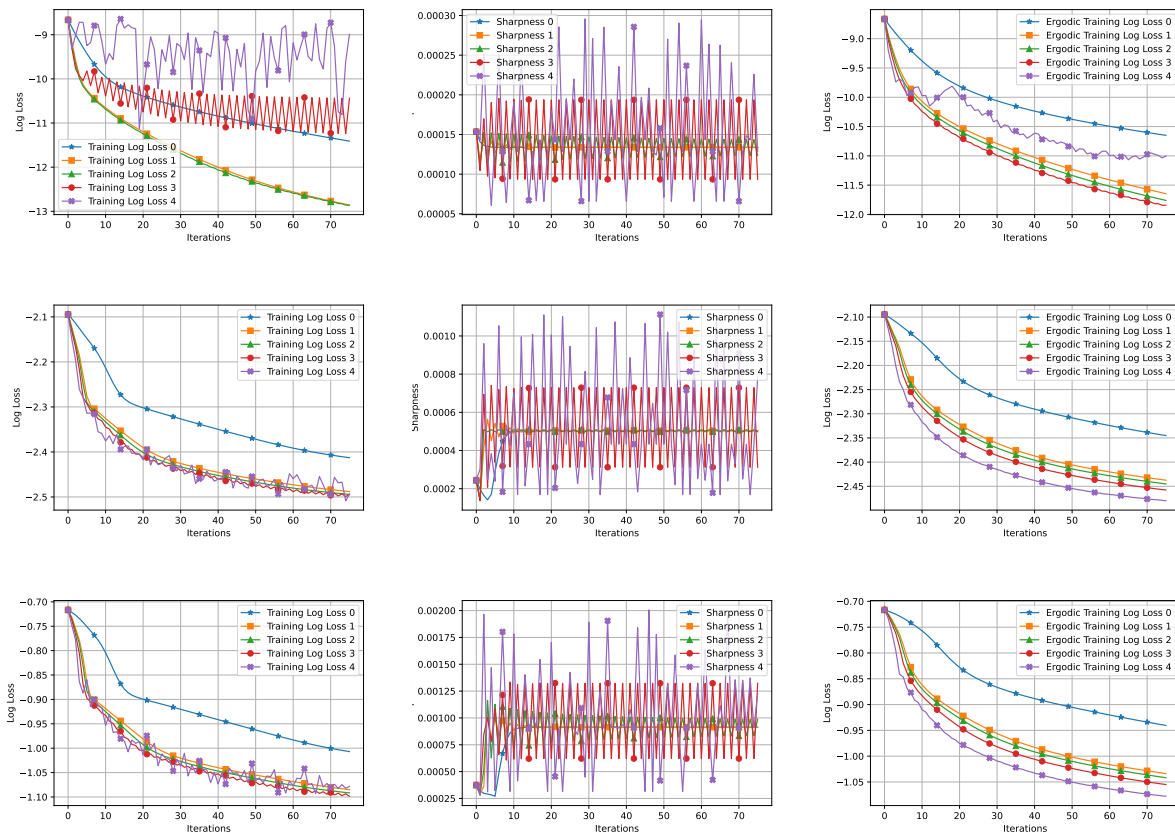 Log Loss
−9
−10
−11
−12
−13
0 10 20 30 40 50 60 70
Iterations
Training Log Loss 0
Training Log Loss 1
Training Log Loss 2
Training Log Loss 3
Training Log Loss 4
0.00030
0.00025
0.00020
0.00015
0.00010
0.00005
0 10 20 30 40 50 60 70
Iterations
Sharpness 0
Sharpness 1
Sharpness 2
Sharpness 3
Sharpness 4
Log Loss
−9.0
−9.5
−10.0
−10.5
−11.0
−11.5
−12.0
0 10 20 30 40 50 60 70
Iterations
Ergodic Training Log Loss 0
Ergodic Training Log Loss 1
Ergodic Training Log Loss 2
Ergodic Training Log Loss 3
Ergodic Training Log Loss 4
Log Loss
−2.1
−2.2
−2.3
−2.4
−2.5
0 10 20 30 40 50 60 70
Iterations
Training Log Loss 0
Training Log Loss 1
Training Log Loss 2
Training Log Loss 3
Training Log Loss 4
Sharpness
0.0010
0.0008
0.0006
0.0004
0.0002
0 10 20 30 40 50 60 70
Iterations
Sharpness 0
Sharpness 1
Sharpness 2
Sharpness 3
Sharpness 4
Log Loss
−2.10
−2.15
−2.20
−2.25
−2.30
−2.35
−2.40
−2.45
0 10 20 30 40 50 60 70
Iterations
Ergodic Training Log Loss 0
Ergodic Training Log Loss 1
Ergodic Training Log Loss 2
Ergodic Training Log Loss 3
Ergodic Training Log Loss 4
Log Loss
−0.70
−0.75
−0.80
−0.85
−0.90
−0.95
−1.00
−1.05
−1.10
0 10 20 30 40 50 60 70
Iterations
Training Log Loss 0
Training Log Loss 1
Training Log Loss 2
Training Log Loss 3
Training Log Loss 4
0.00200
0.00175
0.00150
0.00125
0.00100
0.00075
0.00050
0.00025
0 10 20 30 40 50 60 70
Iterations
Sharpness 0
Sharpness 1
Sharpness 2
Sharpness 3
Sharpness 4
Log Loss
−0.70
−0.75
−0.80
−0.85
−0.90
−0.95
−1.00
−1.05
0 10 20 30 40 50 60 70
Iterations
Ergodic Training Log Loss 0
Ergodic Training Log Loss 1
Ergodic Training Log Loss 2
Ergodic Training Log Loss 3
Ergodic Training Log Loss 4